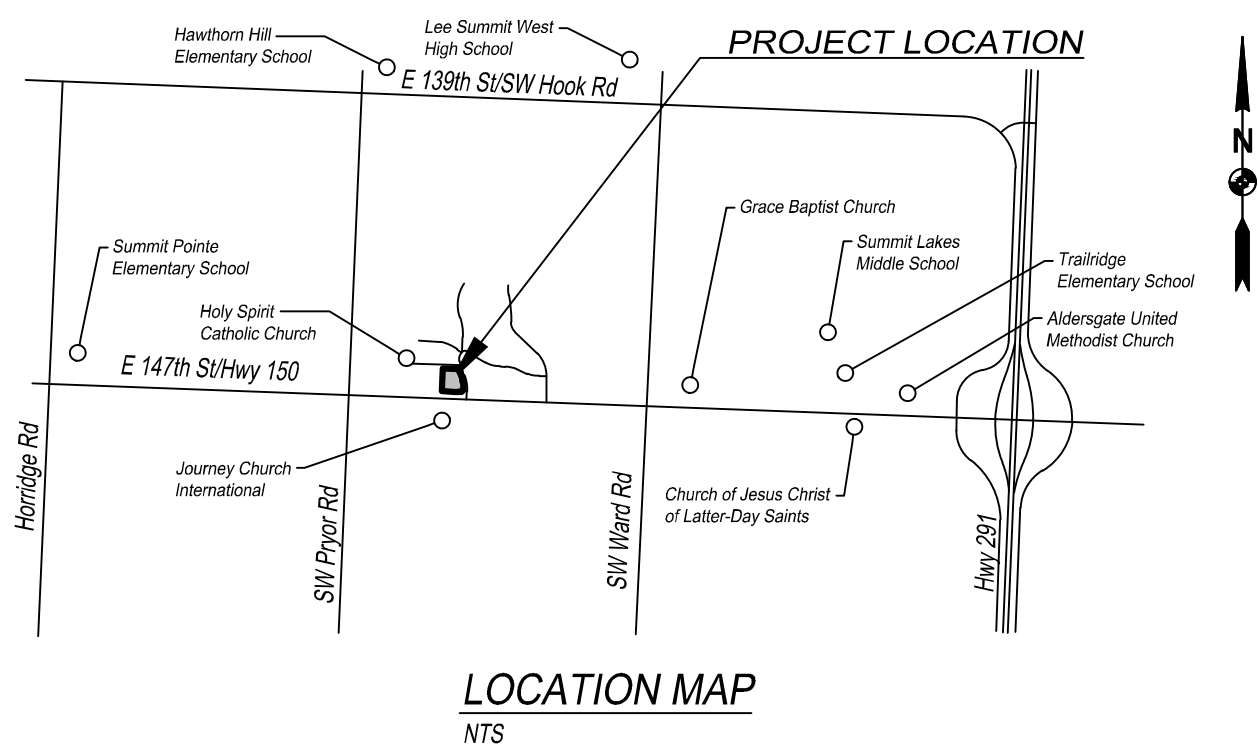 Hawthorn Hill
Elementary School
Lee Summit West
High School
PROJECT LOCATION
E 139th St/SW Hook Rd
N
Grace Baptist Church
Summit Pointe
Elementary School
Summit Lakes
Middle School
Trailridge
Elementary School
Holy Spirit
Catholic Church
Aldersgate United
Methodist Church
E 147th St/Hwy 150
Horridge Rd
Journey Church
International
SW Pryor Rd
SW Ward Rd
Church of Jesus Christ
of Latter-Day Saints
Hwy 291
LOCATION MAP
NTS